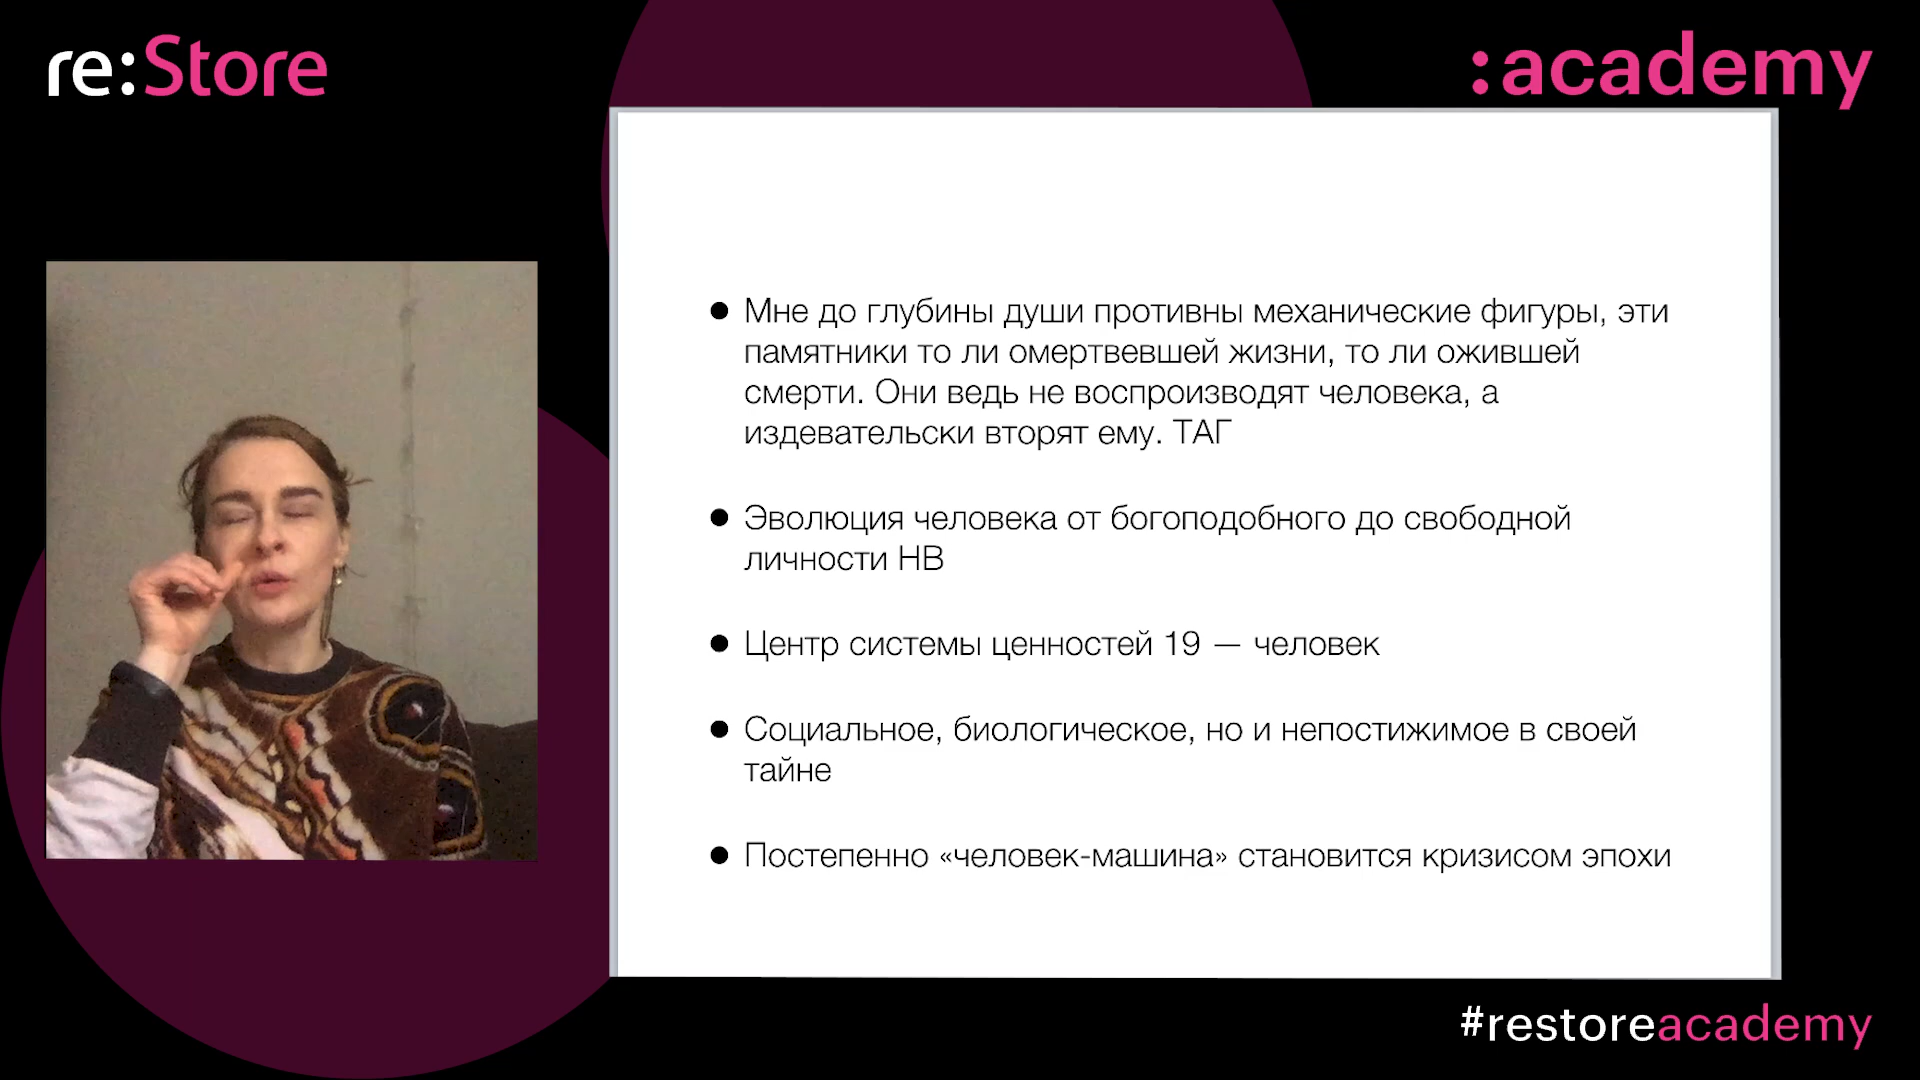 re:Store
:academy
● Мне до глубины души противны механические фигуры, эти
памятники то ли омертвевшей жизни, то ли ожившей
смерти. Они ведь не воспроизводят человека, а
издевательски вторят ему. ТАГ
● Эволюция человека от богоподобного до свободной
личности НВ
● Центр системы ценностей 19 — человек
● Социальное, биологическое, но и непостижимое в своей
тайне
● Постепенно «человек-машина» становится кризисом эпохи
#restoreacademy